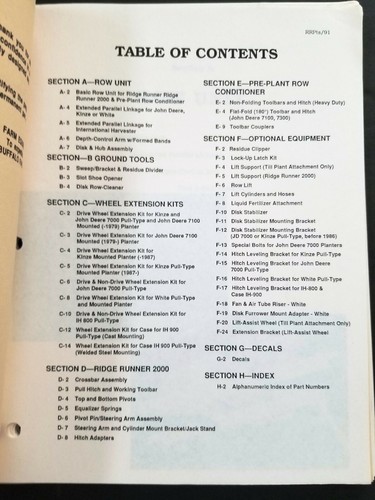 RRPts/91
TABLE OF CONTENTS
SECTION A—ROW UNIT
A- 2 Basic Row Unit for Ridge Runner Ridge
Runner 2000 & Pre-Plant Row Conditioner
A- 4 Extended Parallel Linkage for John Deere,
Kinze or White
A- 5 Extended Parallel Linkage for
International Harvester
A- 6 Depth-Control Arm w/Formed Bands
A- 7 Disk & Hub Assembly
SECTION—B GROUND TOOLS
B- 2 Sweep/Bracket & Residue Divider
B- 3 Slot Shoe Opener
B- 4 Disk Row-Cleaner
SECTION C—WHEEL EXTENSION KITS
C- 2 Drive Wheel Extension Kit for Kinze and
John Deere 7000 Pull-Type and John Deere 7100
Mounted (-1979) Planter
C- 3 Drive Wheel Extension Kit for John Deere 7100
Mounted (1979-) Planter
C- 4 Drive Wheel Extension Kit for
Kinze Mounted Planter (-1987)
C- 5 Drive Wheel Extension Kit for Kinze Pull-Type
Mounted Planter (1987-)
C- 6 Drive & Non-Drive Wheel Extension Kit for
John Deere 7000 Pull-Type
C- 8 Drive Wheel Extension Kit for White Pull-Type
and Mounted Planter
C-10 Drive & Non-Drive Wheel Extension Kit for
IH 800 Pull-Type
C-12 Wheel Extension Kit for Case IH 900
Pull-Type (Cast Mounting)
C-14 Wheel Extension Kit for Case IH 900 Pull-Type
(Welded Steel Mounting)
SECTION D—RIDGE RUNNER 2000
D- 2 Crossbar Assembly
D- 3 Pull Hitch and Working Toolbar
D- 4 Top and Bottom Pivots
D- 5 Equalizer Springs
D- 6 Pivot Pin/Steering Arm Assembly
D- 7 Steering Arm and Cylinder Mount Bracket/Jack Stand
D- 8 Hitch Adapters
SECTION E—PRE-PLANT ROW
CONDITIONER
E- 2 Non-Folding Toolbars and Hitch (Heavy Duty)
E- 4 Flat-Fold (180°) Toolbar and Hitch
(John Deere 7100, 7300)
E- 9 Toolbar Couplers
SECTION F—OPTIONAL EQUIPMENT
F- 2 Residue Clipper
F- 3 Lock-Up Latch Kit
F- 4 Lift Support (Till Plant Attachment Only)
F- 5 Lift Support (Ridge Runner 2000)
F- 6 Row Lift
F- 7 Lift Cylinders and Hoses
F- 8 Liquid Fertilizer Attachment
F-10 Disk Stabilizer
F-11 Disk Stabilizer Mounting Bracket
F-12 Disk Stabilizer Mounting Bracket
(JD 7000 or Kinze Pull-Type, before 1986)
F-13 Special Bolts for John Deere 7000 Planters
F-14 Hitch Leveling Bracket for Kinze Pull-Type
F-15 Hitch Leveling Bracket for John Deere
7000 Pull-Type
F-16 Hitch Leveling Bracket for White Pull-Type
F-17 Hitch Leveling Bracket for IH-800 &
Case IH-900
F-18 Fan & Air Tube Riser - White
F-19 Disk Furrower Mount Adapter - White
F-20 Lift-Assist Wheel (Till Plant Attachment Only)
F-24 Extension Bracket (Lift-Assist Wheel
SECTION G—DECALS
G-2 Decals
SECTION H—INDEX
H-2 Alphanumeric Index of Part Numbers